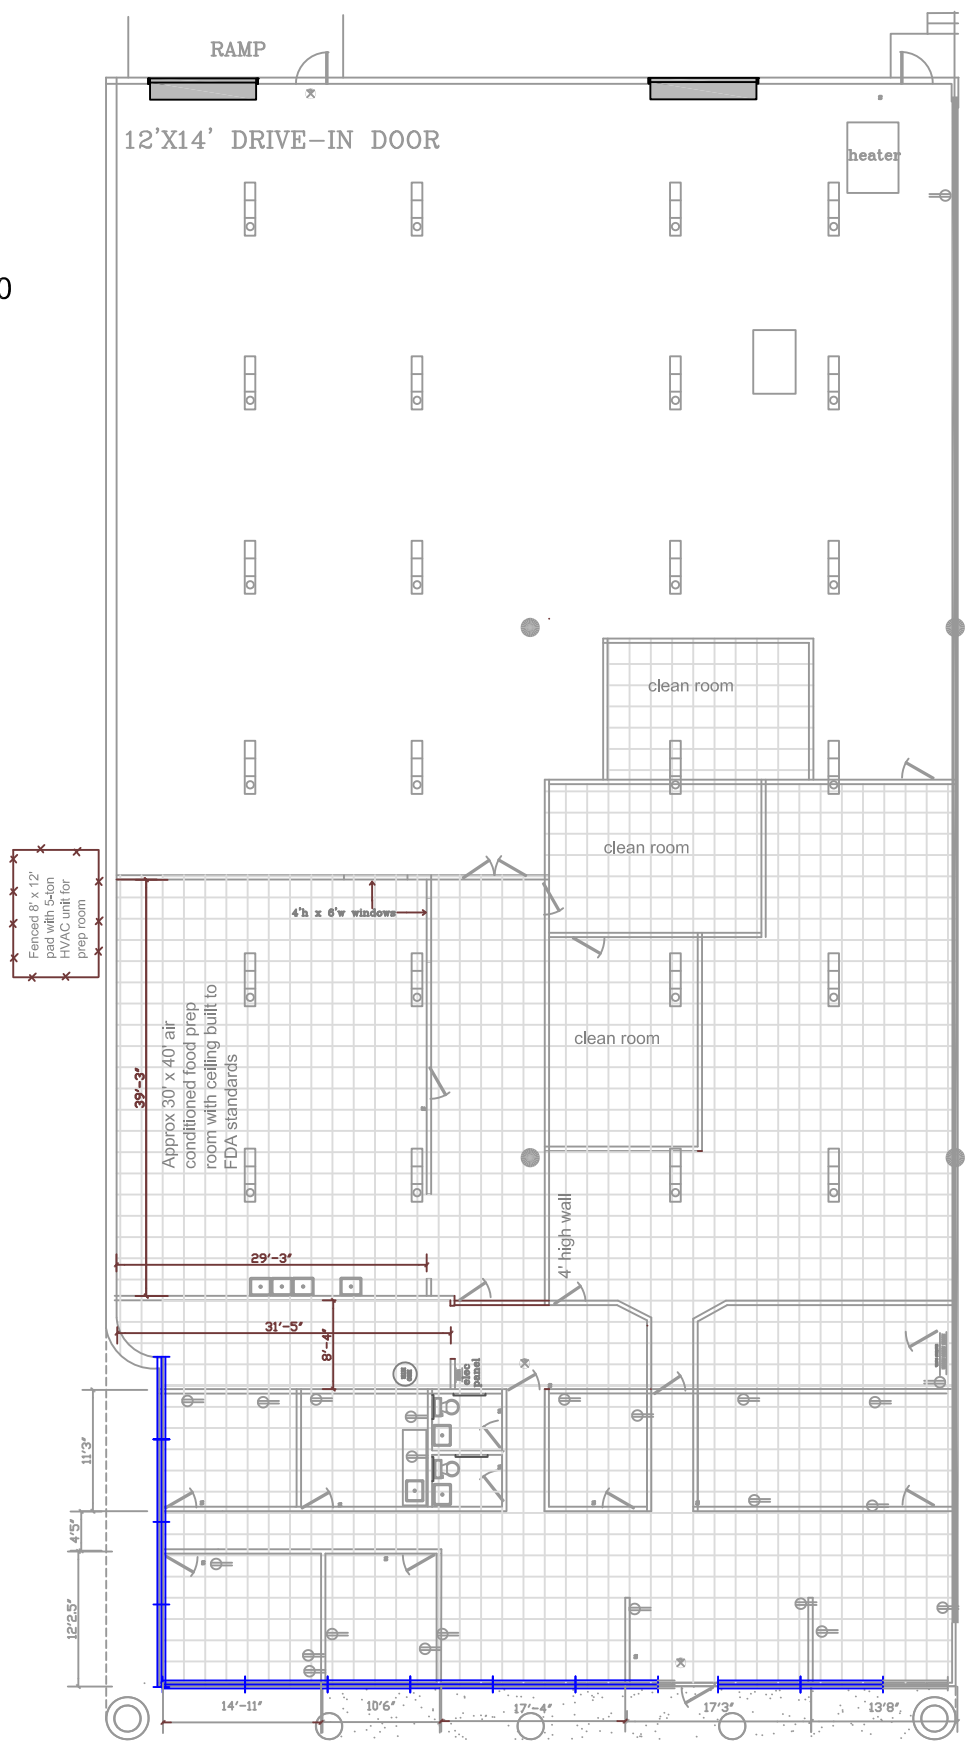 RAMP
12'X14' DRIVE-IN DOOR
heater
0
clean room
clean room
4'h x 6'w windows
Fenced 8' x 12'
pad with 5-ton
HVAC unit for
prep room
Approx 30' x 40' air
conditioned food prep
room with ceiling built to
FDA standards
39'-3"
clean room
4' high wall
29'-3"
31'-5"
8'-4"
elec
panel
11'3"
4'5"
12'2.5"
14'-11"
10'6"
17'-4"
17'3"
13'8"